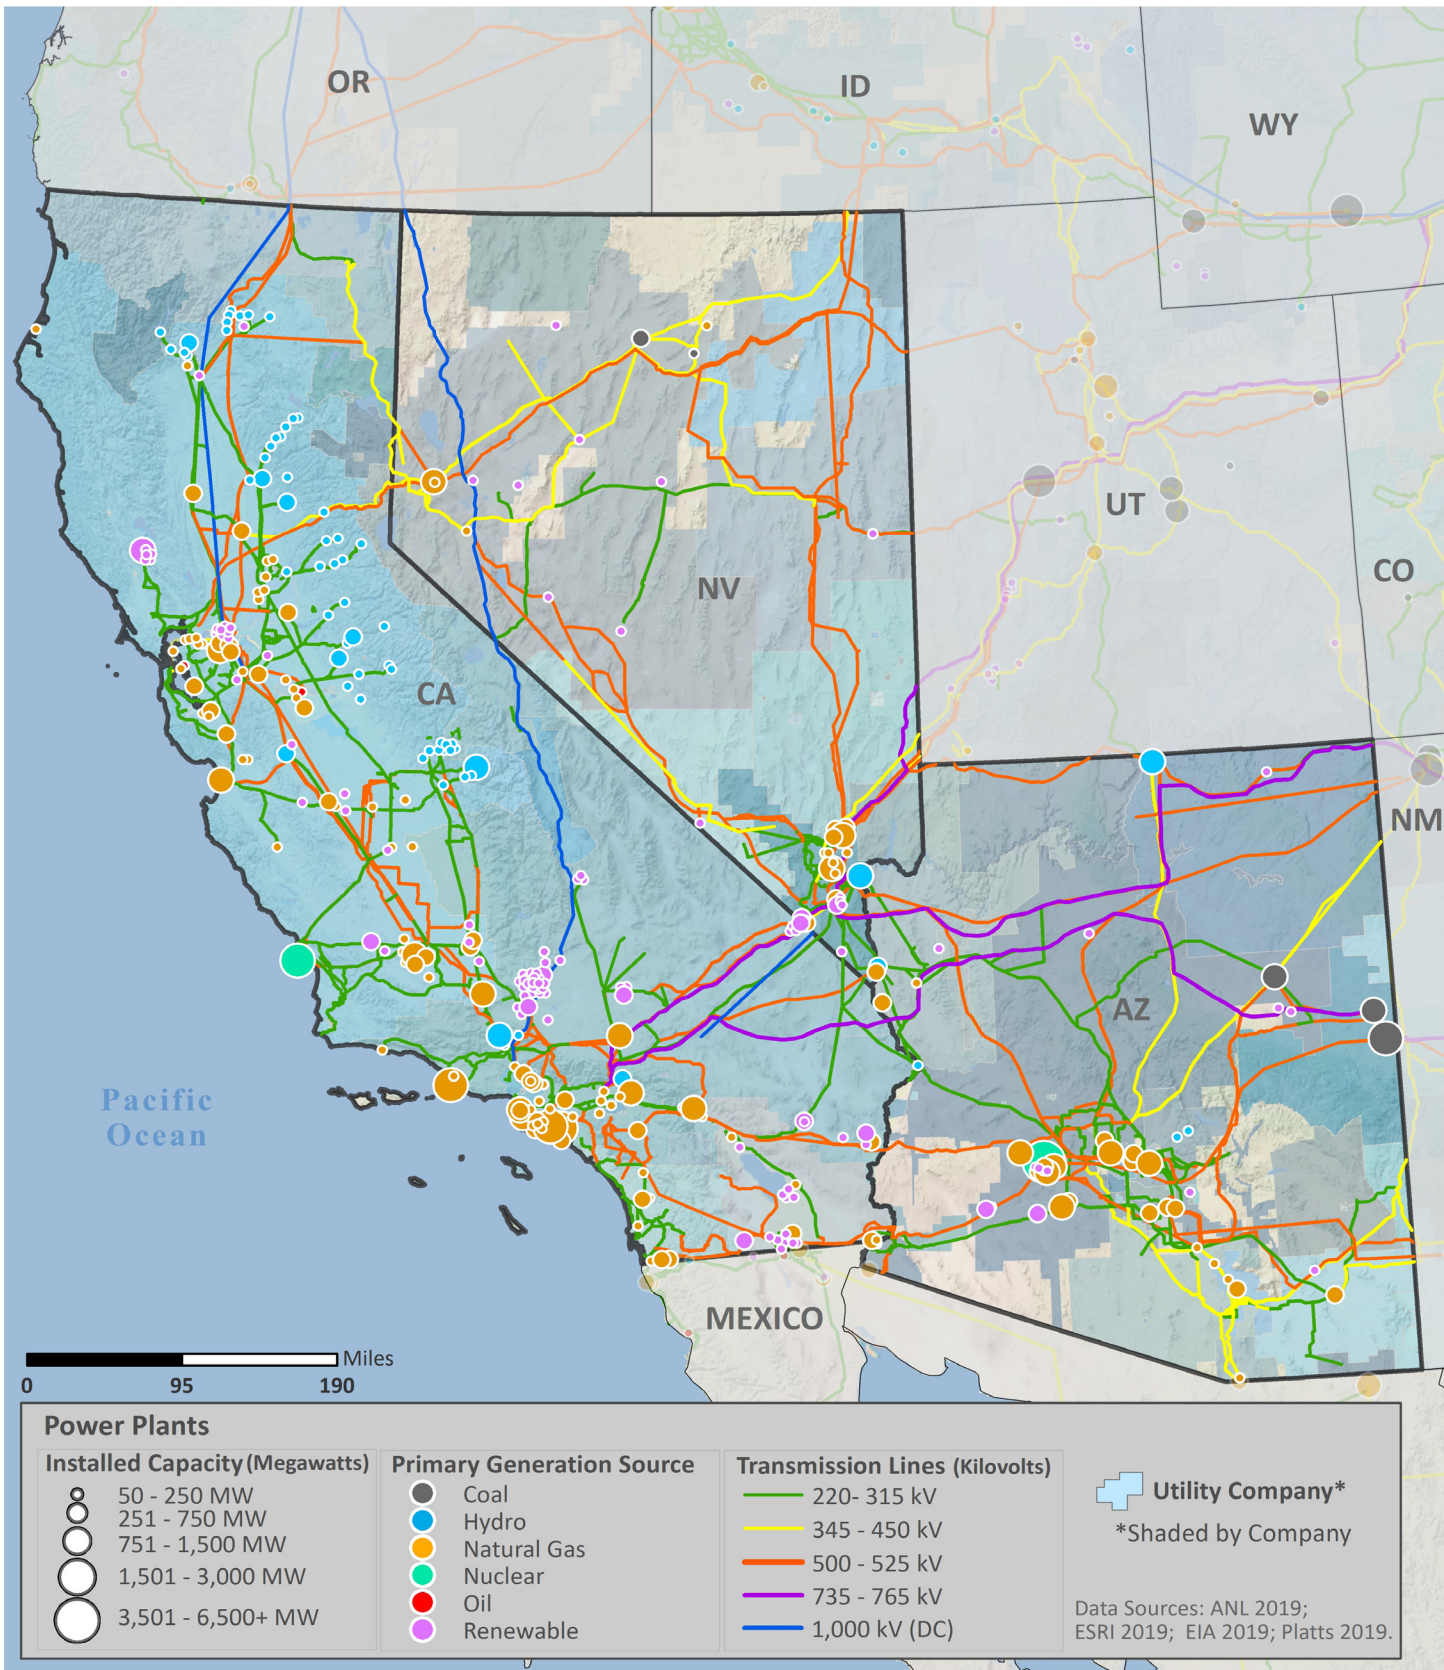 OR
ID
WY
NV
UT
CO
CA
NM
AZ
Pacific
Ocean
MEXICO
Miles
0 95 190
Power Plants
Installed Capacity (Megawatts)
50 - 250 MW
251 - 750 MW
751 - 1,500 MW
1,501 - 3,000 MW
3,501 - 6,500+ MW
Primary Generation Source
Coal
Hydro
Natural Gas
Nuclear
Oil
Renewable
Transmission Lines (Kilovolts)
220- 315 kV
345 - 450 kV
500 - 525 kV
735 - 765 kV
1,000 kV (DC)
Utility Company*
*Shaded by Company
Data Sources: ANL 2019;
ESRI 2019; EIA 2019; Platts 2019.